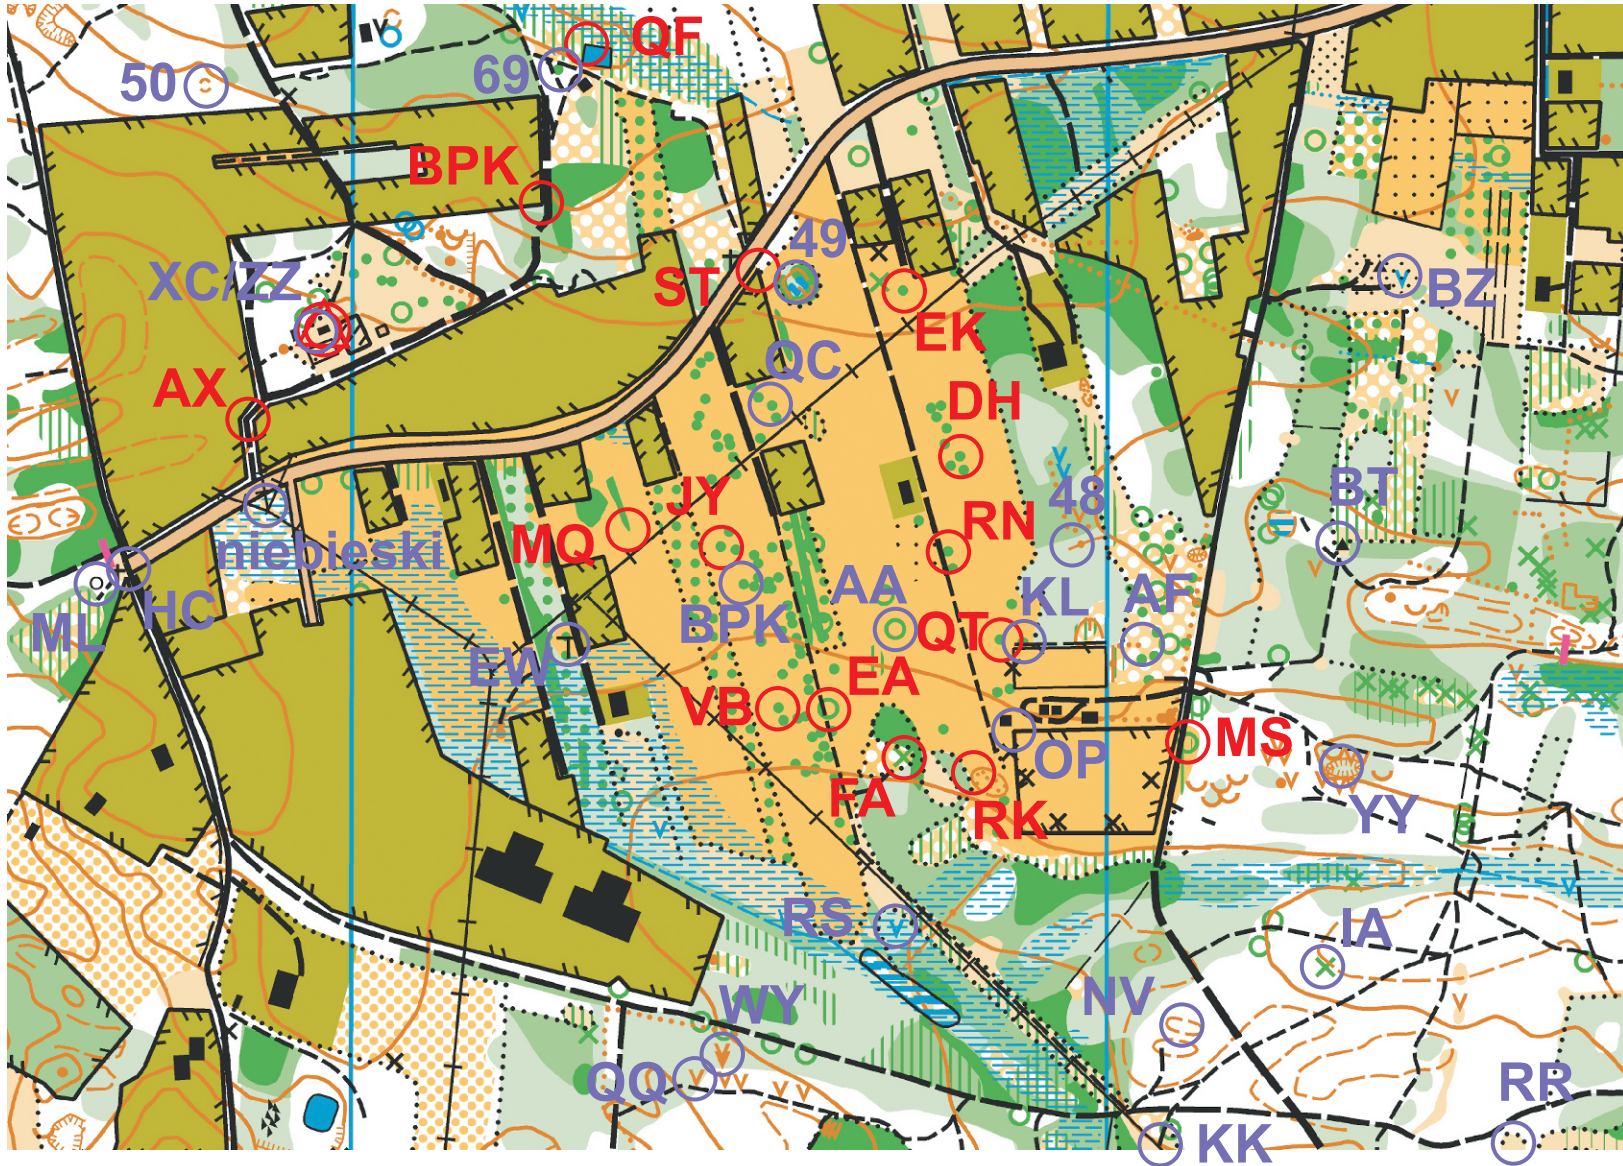 QF
69
50
BPK
49
XC/ZZ
ST
BZ
EK
QC
AX
DH
JY
48
BT
RN
MQ
niebieski
AA
KL
AF
HC
BPK
ML
QT
EW
EA
VB
MS
OP
FA
YY
RK
RS
IA
NV
WY
QQ
RR
KK